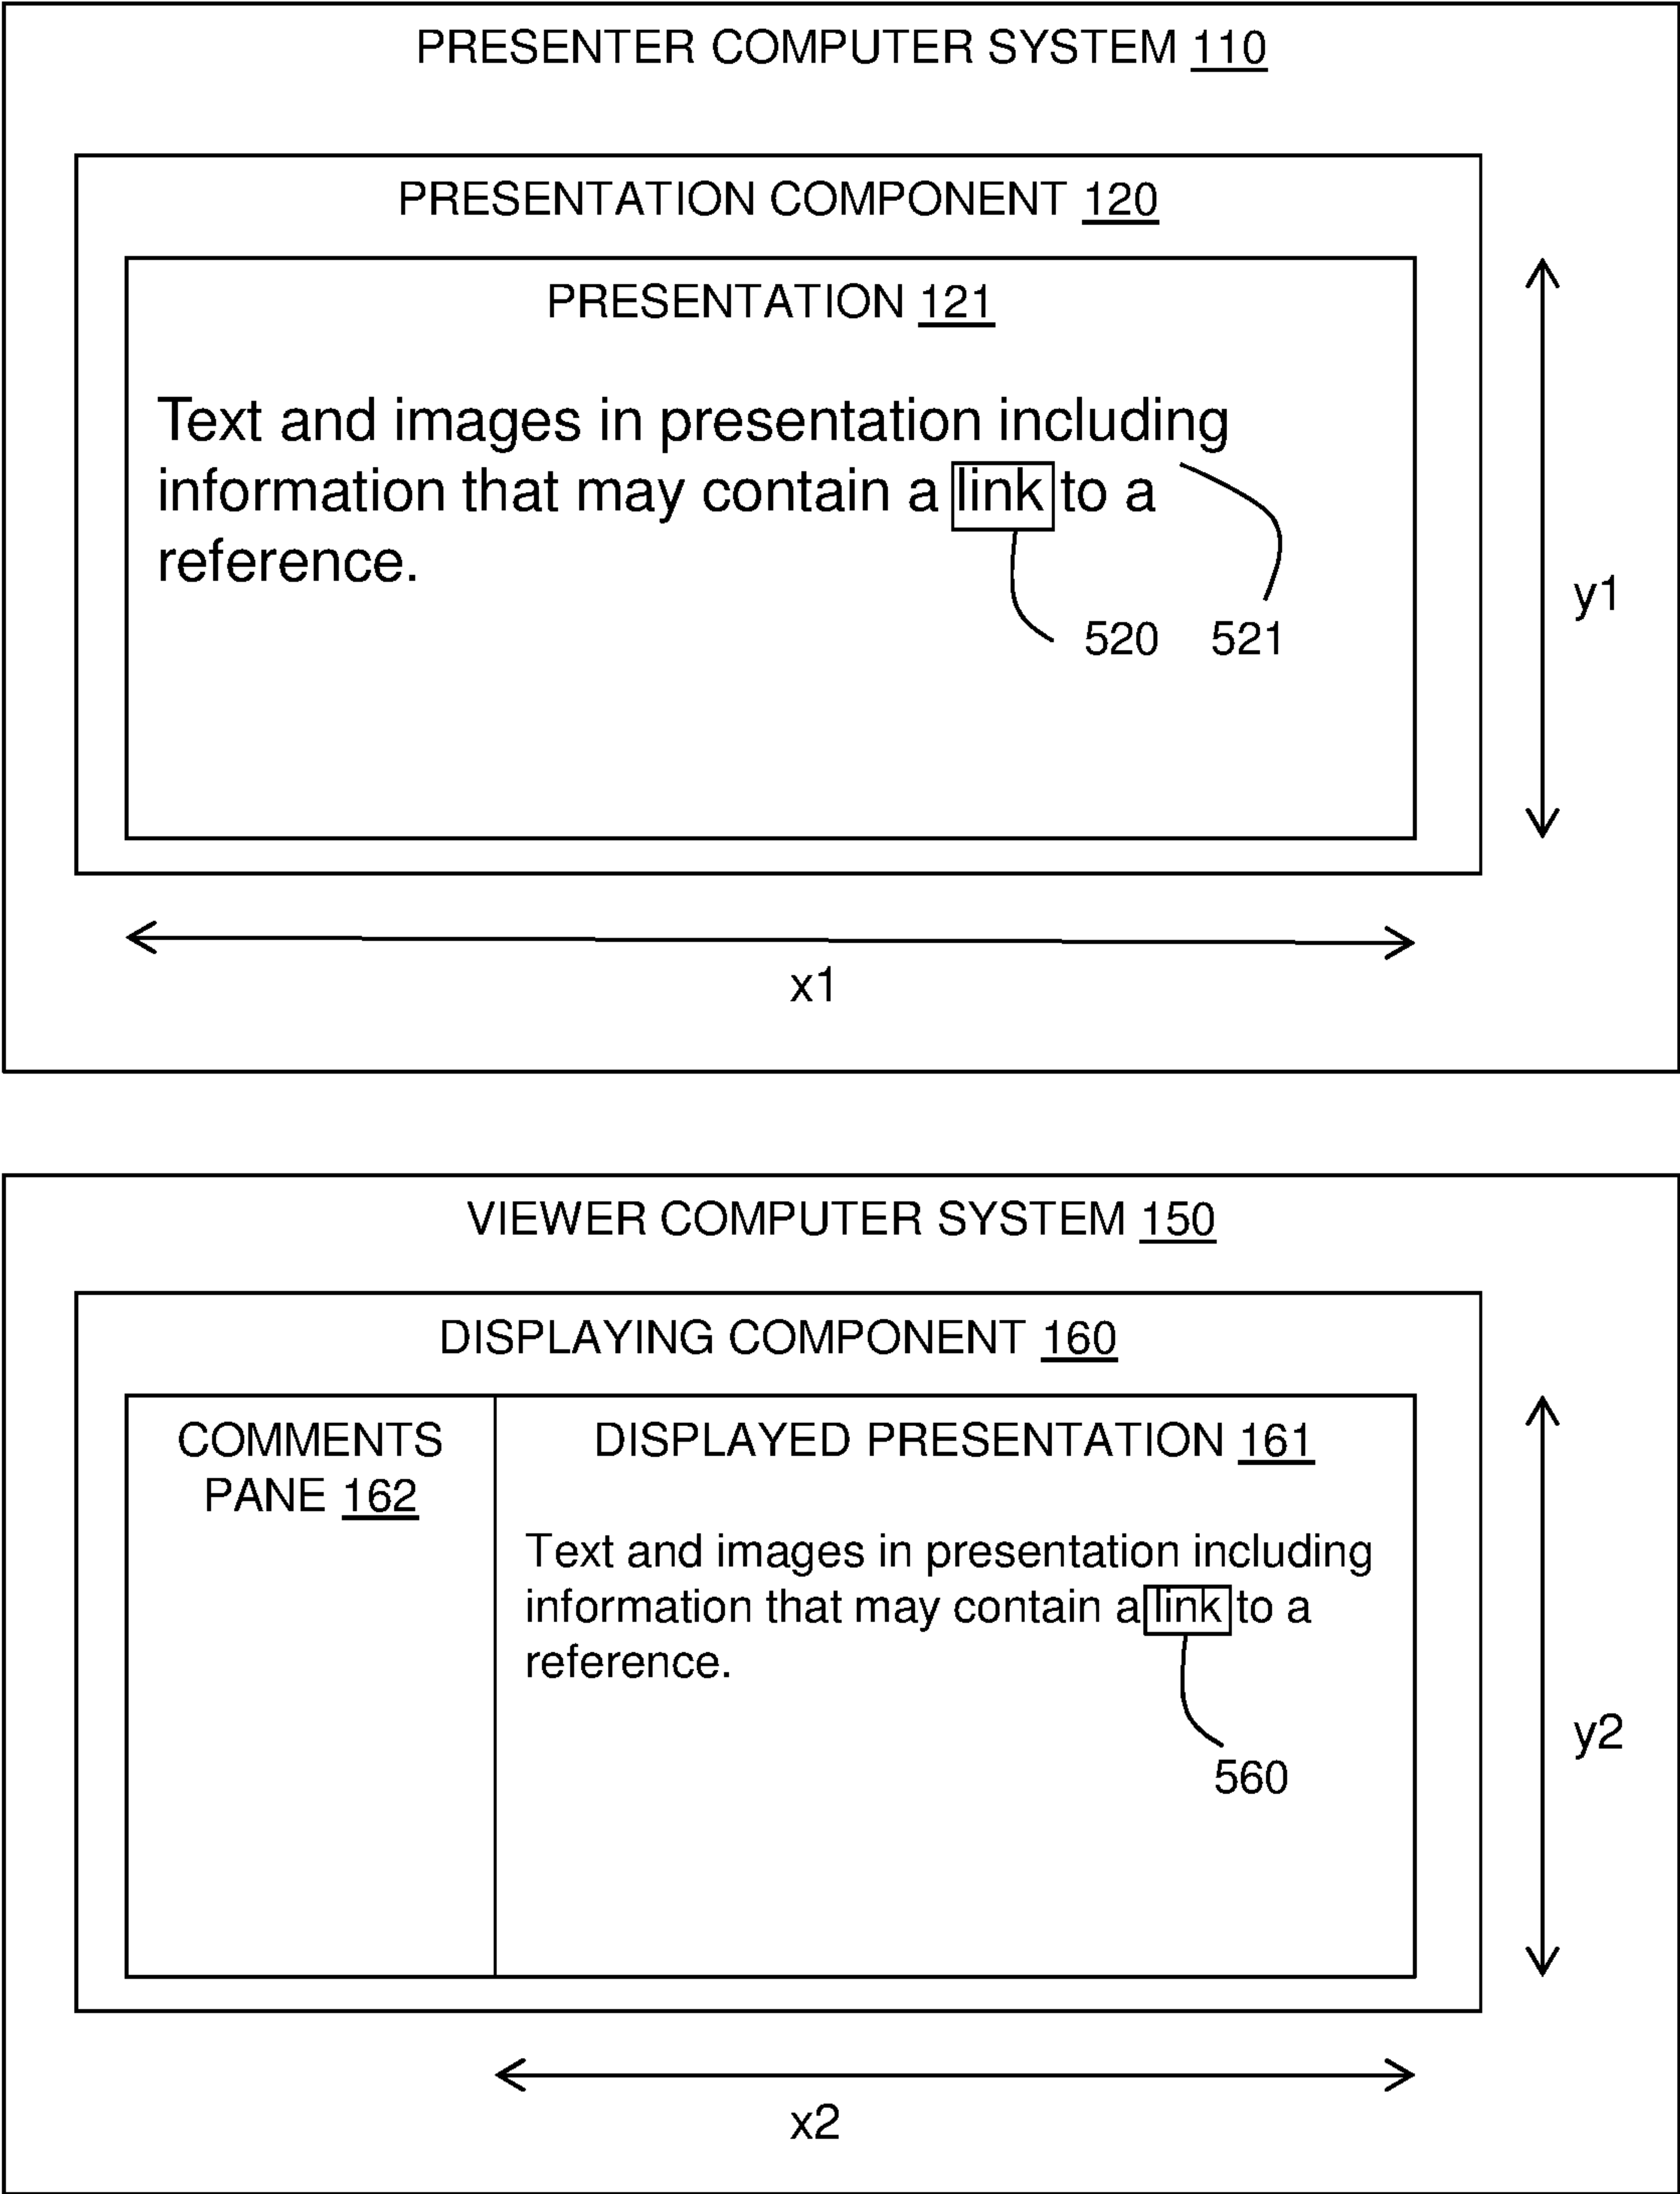 PRESENTER COMPUTER SYSTEM 110
PRESENTATION COMPONENT 120
PRESENTATION 121
Text and images in presentation including
information that may contain a link to a
reference.
520 521
y1
x1
VIEWER COMPUTER SYSTEM 150
DISPLAYING COMPONENT 160
COMMENTS
PANE 162
DISPLAYED PRESENTATION 161
Text and images in presentation including
information that may contain a link to a
reference.
560
y2
x2